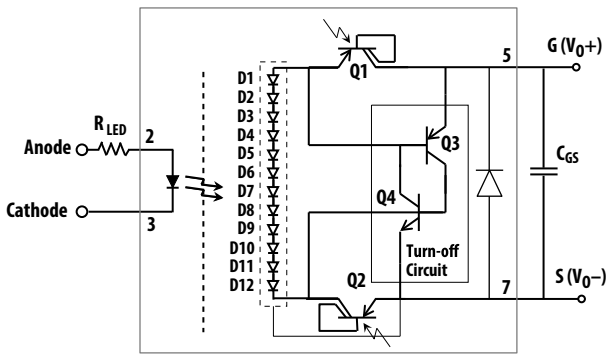 G (V0+)
5
Q1
D1
D2
D3
D4
D5
D6
D7
D8
D9
D10
D11
D12
RLED
2
Anode
Cathode
3
Q3
CGS
Q4
Turn-off
Circuit
Q2
7
S (V0–)